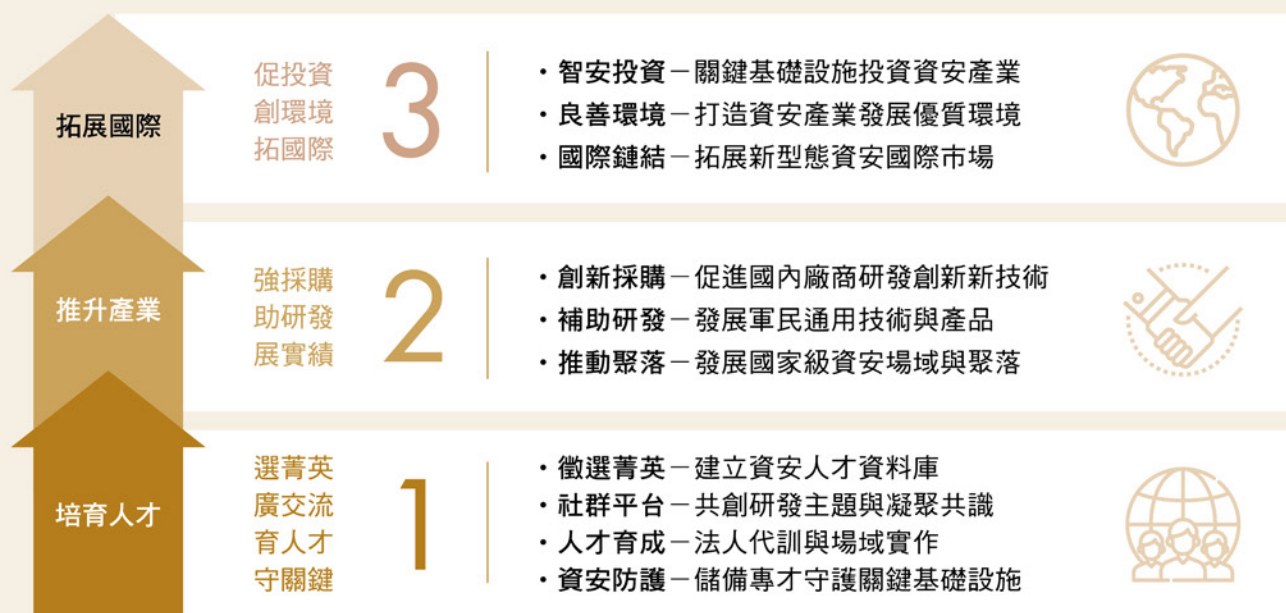 拓展國際
促投資
創環境
拓國際
3
・智安投資－關鍵基礎設施投資資安產業
・良善環境－打造資安產業發展優質環境
・國際鏈結－拓展新型態資安國際市場
推升產業
強採購
助研發
展實績
2
・創新採購－促進國內廠商研發創新新技術
・補助研發－發展軍民通用技術與產品
・推動聚落－發展國家級資安場域與聚落
培育人才
選菁英
廣交流
育人才
守關鍵
1
・徵選菁英－建立資安人才資料庫
・社群平台－共創研發主題與凝聚共識
・人才育成－法人代訓與場域實作
・資安防護－儲備專才守護關鍵基礎設施